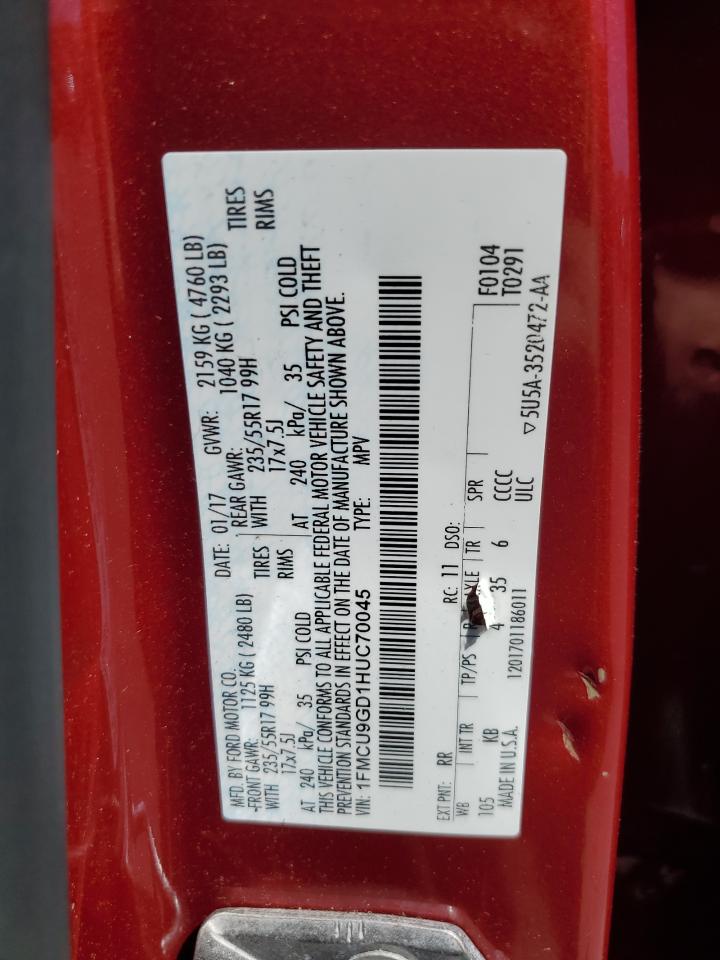 MFD. BY FORD MOTOR CO.
DATE: 01/17 GVWR: 2159 KG ( 4760 LB)
-FRONT GAWR: 1125 KG ( 2480 LB) REAR GAWR: 1040 KG ( 2293 LB)
WITH 235/55R17 99H TIRES WITH 235/55R17 99H TIRES
17x7.5J RIMS 17x7.5J RIMS
AT 240 kPa/ 35 PSI COLD AT 240 kPa/ 35 PSI COLD
THIS VEHICLE CONFORMS TO ALL APPLICABLE FEDERAL MOTOR VEHICLE SAFETY AND THEFT
PREVENTION STANDARDS IN EFFECT ON THE DATE OF MANUFACTURE SHOWN ABOVE.
VIN: 1FMCU9GD1HUC70045 TYPE: MPV
EXT PNT: RR RC: 11 DSO: F0104
T0291
WB INT TR TP/PS TR SPR
105 KB 4 35 6 CCCC
ULC
MADE IN U.S.A. 1201701186011
▽5U5A-3520472-AA